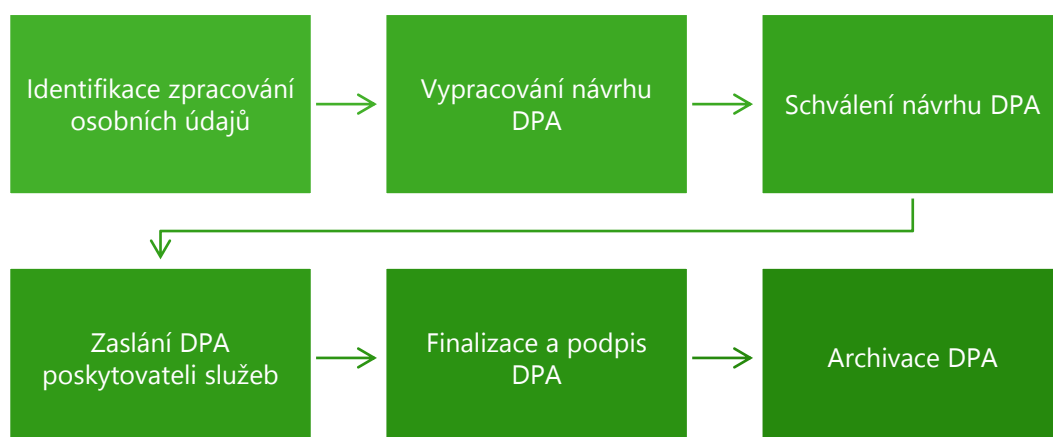 Identifikace zpracování
osobních údajů
Vypracování návrhu
DPA
Schválení návrhu DPA
Zaslání DPA
poskytovateli služeb
Finalizace a podpis
DPA
Archivace DPA